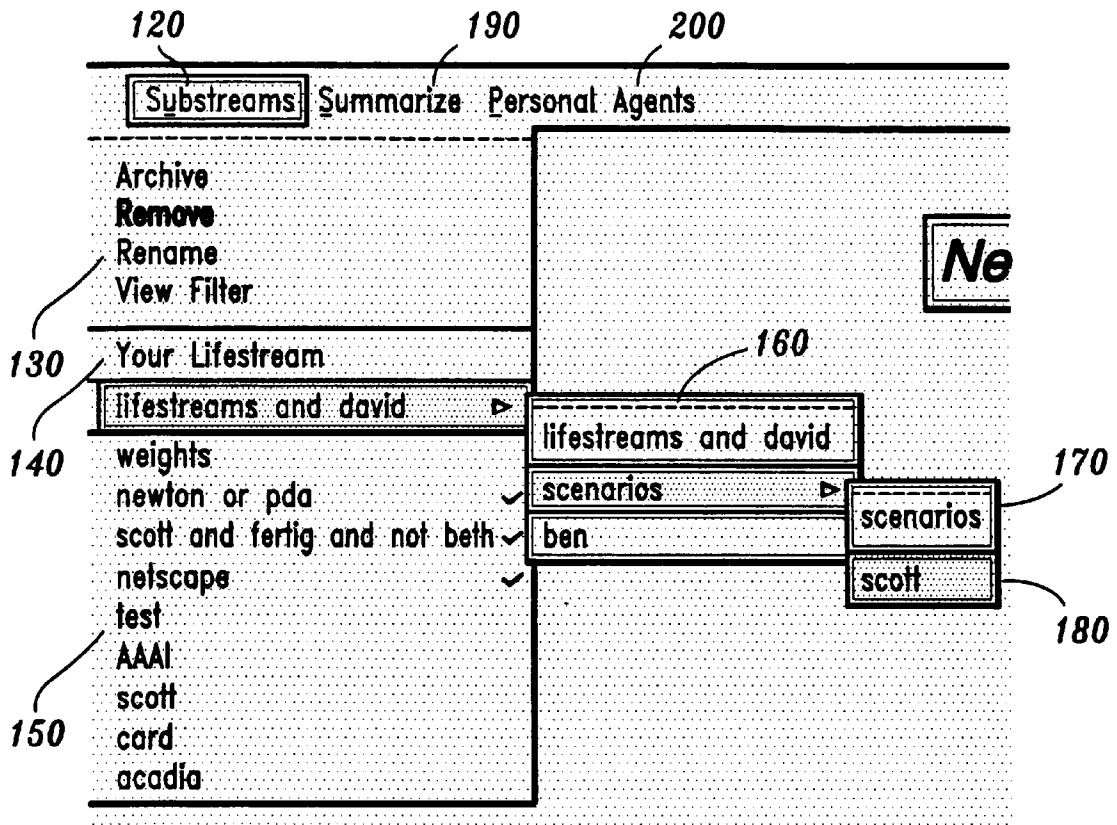 120 190 200
Substreams Summarize Personal Agents
Archive
Remove
Rename
View Filter
Ne
130
Your Lifestream
160
lifestreams and david
140
lifestreams and david
weights
newton or pda
scenarios
170
scenarios
scott and fertig and not beth
ben
netscape
scott
180
test
AAAI
150
scott
card
acadia